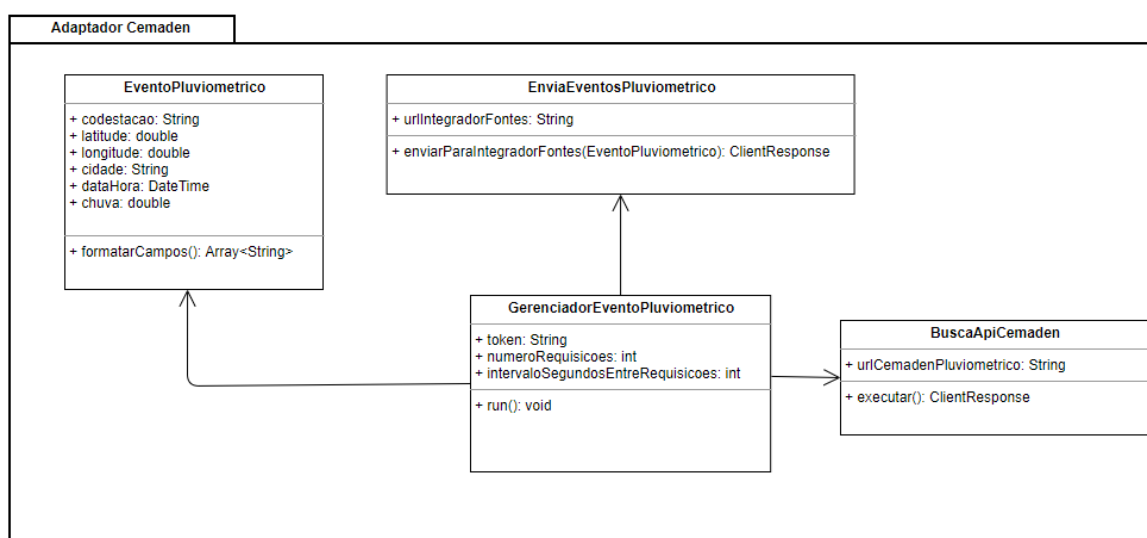 Adaptador Cemaden
EventoPluviometrico
+ codestacao: String
+ latitude: double
+ longitude: double
+ cidade: String
+ dataHora: DateTime
+ chuva: double
+ formatarCampos(): Array<String>
EnviaEventosPluviometrico
+ urlIntegradorFontes: String
+ enviarParaIntegradorFontes(EventoPluviometrico): ClientResponse
GerenciadorEventoPluviometrico
+ token: String
+ numeroRequisicoes: int
+ intervaloSegundosEntreRequisicoes: int
+ run(): void
BuscaApiCemaden
+ urlCemadenPluviometrico: String
+ executar(): ClientResponse